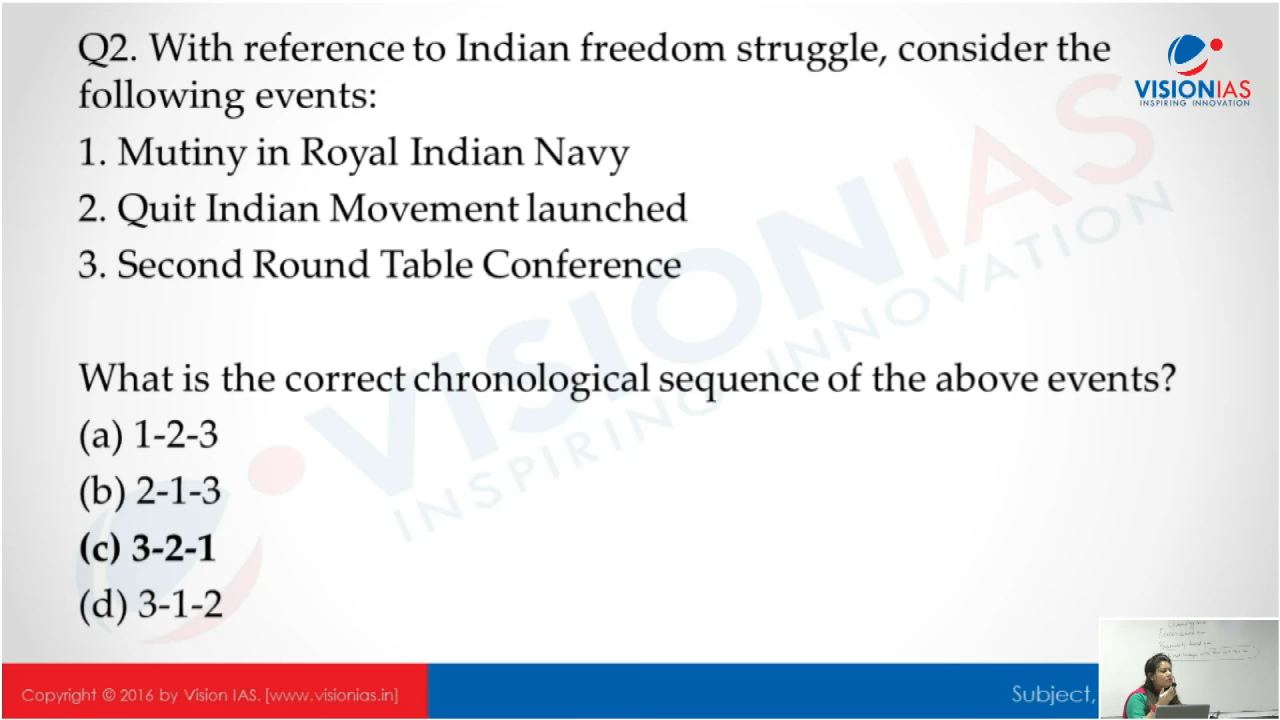 Q2. With reference to Indian freedom struggle, consider the
following events:
1. Mutiny in Royal Indian Navy
2. Quit Indian Movement launched
3. Second Round Table Conference
What is the correct chronological sequence of the above events?
(a) 1-2-3
(b) 2-1-3
(c) 3-2-1
(d) 3-1-2
VISIONIAS
INSPIRING INNOVATION
VISIONIAS
INSPIRING INNOVATION
Copyright © 2016 by Vision IAS. [www.visionias.in]
Subject,